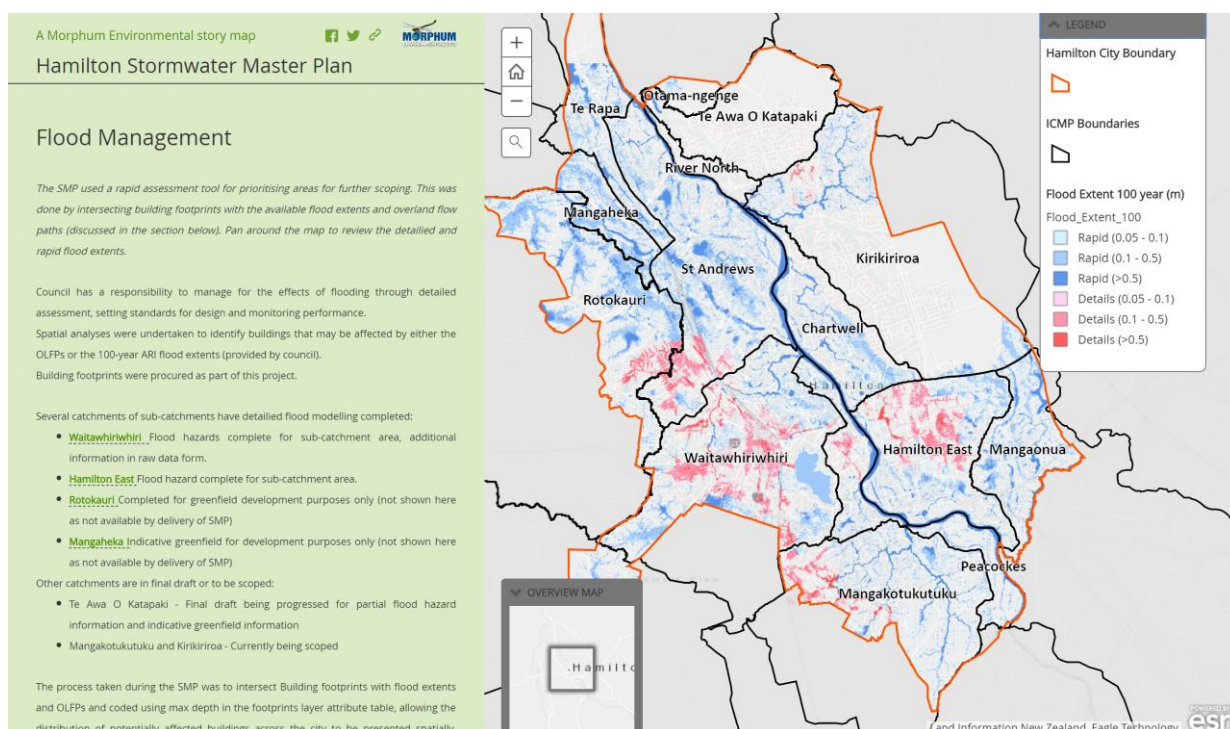 A Morphum Environmental story map
MORPHUM
Hamilton Stormwater Master Plan
Flood Management
The SMP used a rapid assessment tool for prioritising areas for further scoping. This was
done by intersecting building footprints with the available flood extents and overland flow
paths (discussed in the section below). Pan around the map to review the detailied and
rapid flood extents.
Council has a responsibility to manage for the effects of flooding through detailed
assessment, setting standards for design and monitoring performance.
Spatial analyses were undertaken to identify buildings that may be affected by either the
OLFPs or the 100-year ARI flood extents (provided by council).
Building footprints were procured as part of this project.
Several catchments of sub-catchments have detailied flood modelling completed:
• Waitawhiriwhiri Flood hazards complete for sub-catchment area, additional
information in raw data form.
• Hamilton East Flood hazard complete for sub-catchment area.
• Rotokauri Completed for greenfield development purposes only (not shown here
as not available by delivery of SMP)
• Mangaheka Indicative greenfield for development purposes only (not shown here
as not available by delivery of SMP)
Other catchments are in final draft or to be scoped:
• Te Awa O Katapaki - Final draft being progressed for partial flood hazard
information and indicative greenfield information
• Mangakotukutuku and Kirikiriroa - Currently being scoped
The process taken during the SMP was to intersect Building footprints with flood extents
and OLFPs and coded using max depth in the footprints layer attribute table, allowing the
distribution of potentially affected buildings across the city to be presented spatially.
+
−
Otama-ngenge
Te Rapa
Te Awa O Katapaki
River North
Mangaheka
Kirikiriroa
St Andrews
Rotokauri
Chartwell
Hamilton
Waitawhiriwhiri
Hamilton East
Mangaonua
Peacockes
Mangakotukutuku
OVERVIEW MAP
Hamilto
LEGEND
Hamilton City Boundary
ICMP Boundaries
Flood Extent 100 year (m)
Flood_Extent_100
Rapid (0.05 - 0.1)
Rapid (0.1 - 0.5)
Rapid (>0.5)
Details (0.05 - 0.1)
Details (0.1 - 0.5)
Details (>0.5)
Land Information New Zealand, Eagle Technology
POWERED BY
esri